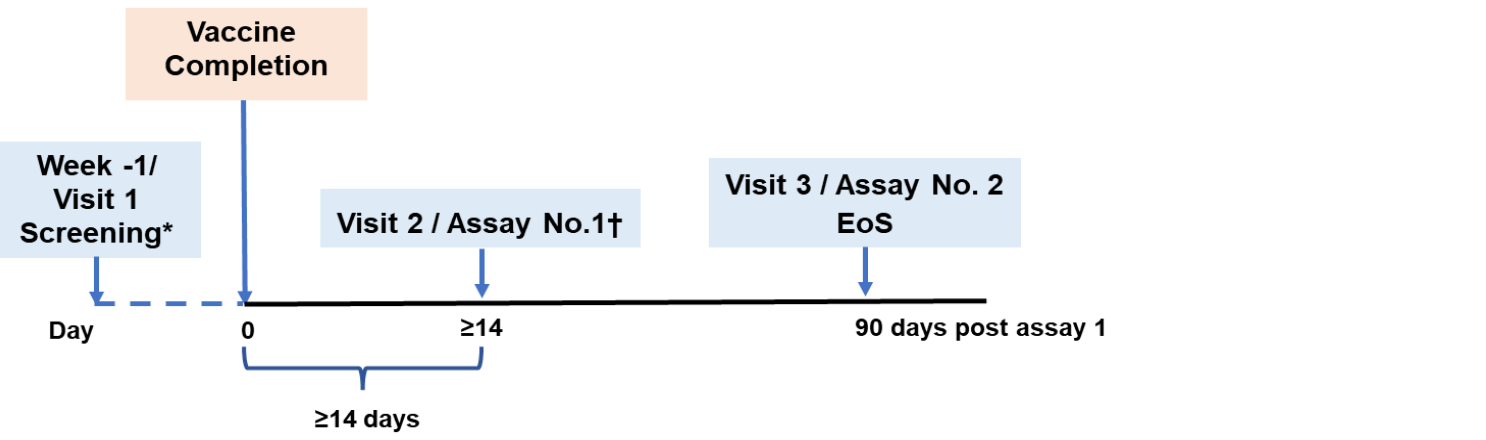 Vaccine
Completion
Week -1/
Visit 1
Screening*
Visit 2 / Assay No.1†
Visit 3 / Assay No. 2
EoS
Day
0
≥14
90 days post assay 1
≥14 days